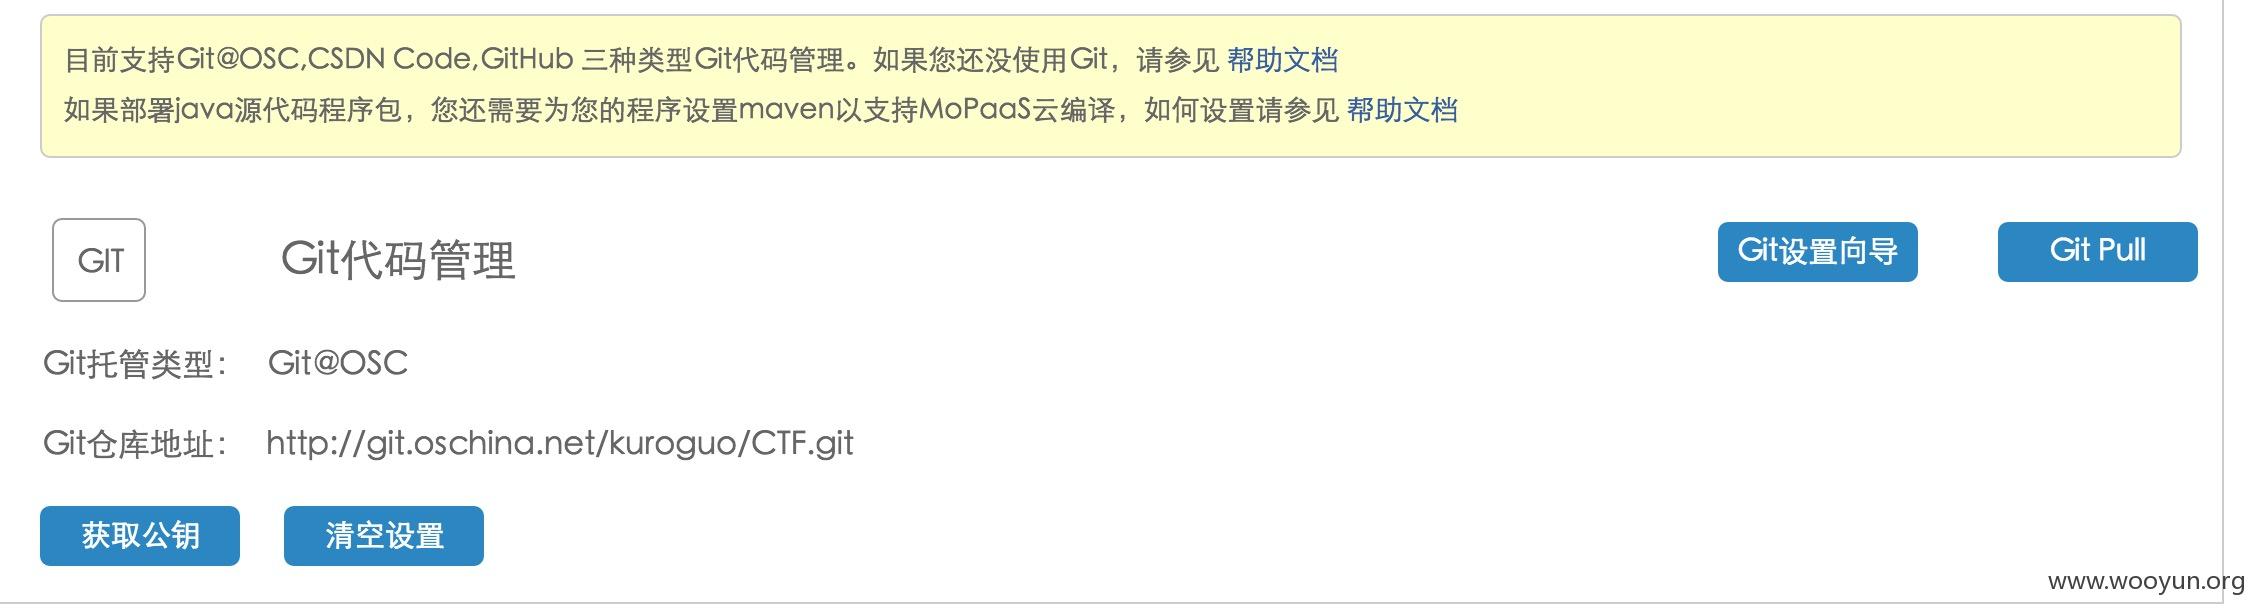 目前支持Git@OSC,CSDN Code,GitHub 三种类型Git代码管理。如果您还没使用Git，请参见 帮助文档
如果部署java源代码程序包，您还需要为您的程序设置maven以支持MoPaaS云编译，如何设置请参见 帮助文档
GIT Git代码管理 Git设置向导 Git Pull
Git托管类型： Git@OSC
Git仓库地址： http://git.oschina.net/kuroguo/CTF.git
获取公钥 清空设置
www.wooyun.org